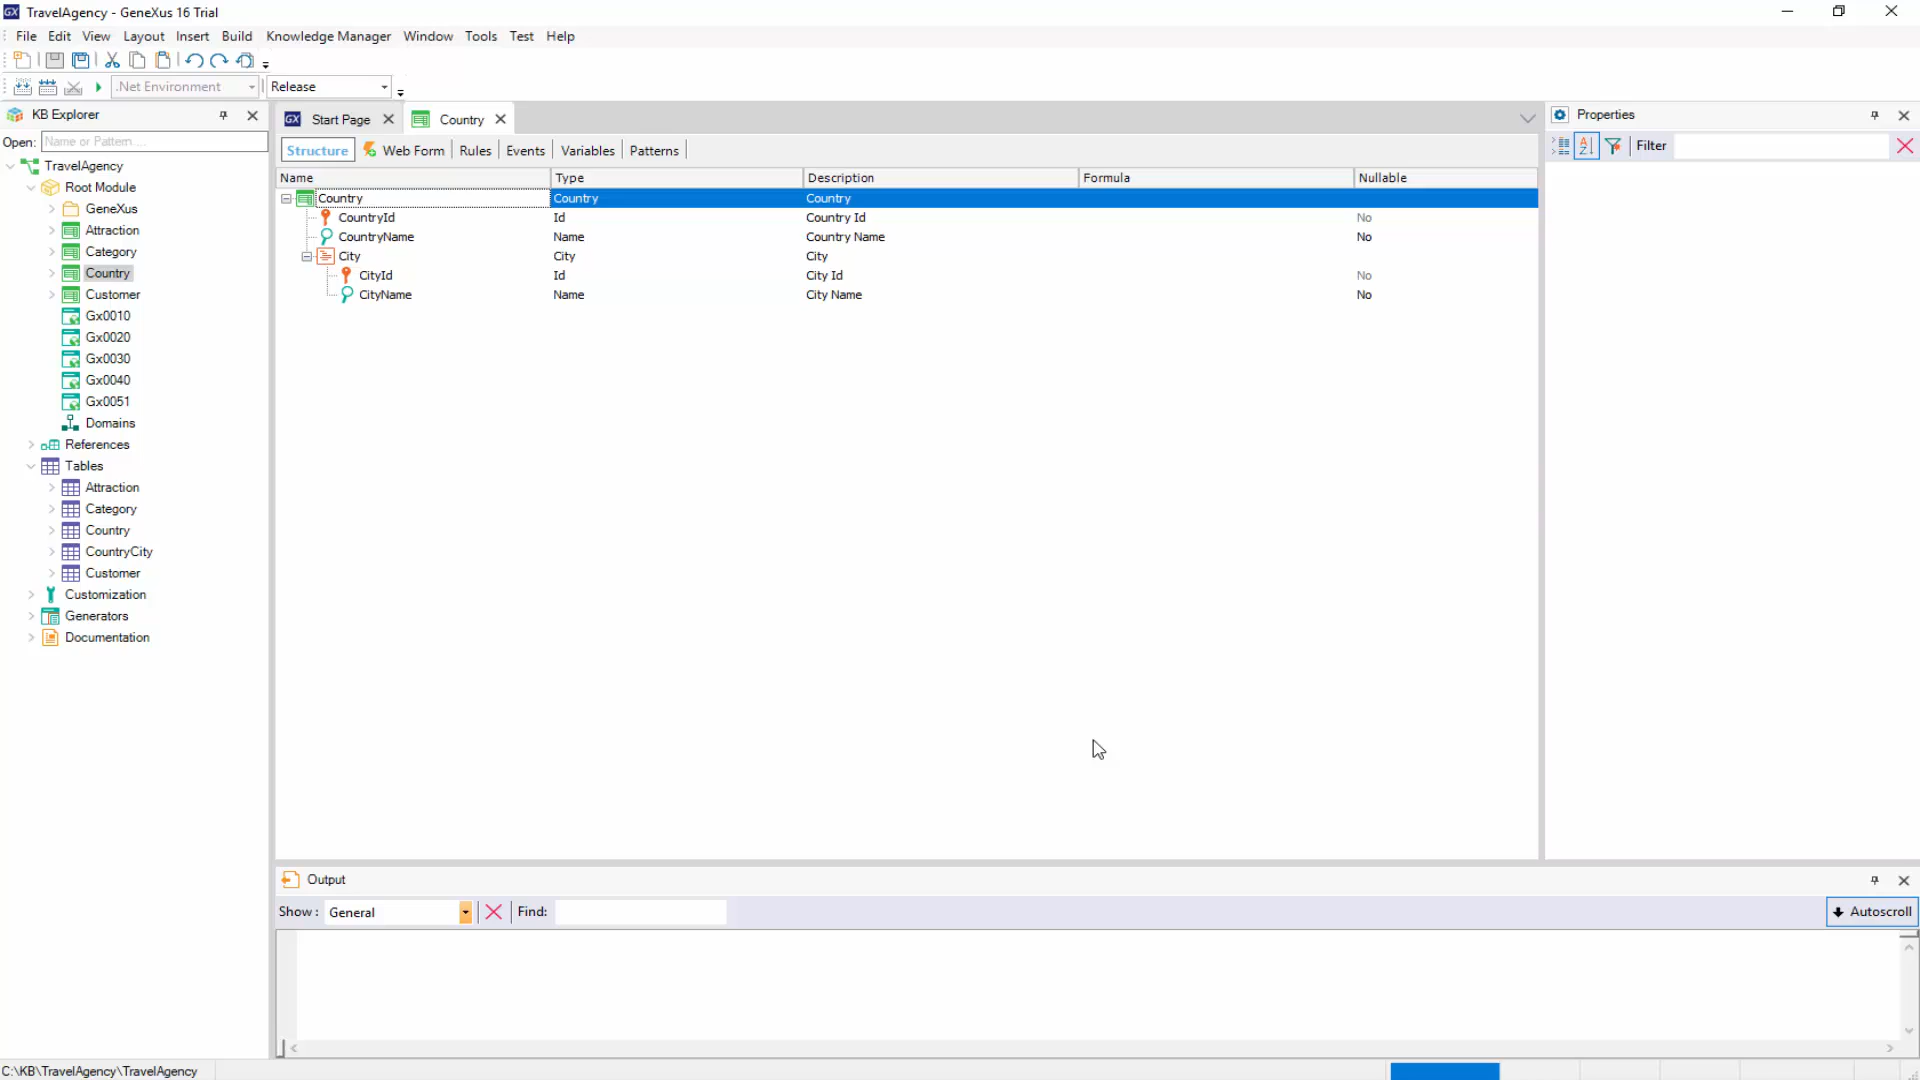 TravelAgency - GeneXus 16 Trial
File Edit View Layout Insert Build Knowledge Manager Window Tools Test Help
.Net Environment Release
KB Explorer
Open: Name or Pattern ...
TravelAgency
Root Module
GeneXus
Attraction
Category
Country
Customer
Gx0010
Gx0020
Gx0030
Gx0040
Gx0051
Domains
References
Tables
Attraction
Category
Country
CountryCity
Customer
Customization
Generators
Documentation
GX Start Page Country
Structure Web Form Rules Events Variables Patterns
Name Type Description Formula Nullable
Country Country Country
CountryId Id Country Id No
CountryName Name Country Name No
City City City
CityId Id City Id No
CityName Name City Name No
Properties
Filter
Output
Show : General Find:
Autoscroll
C:\KB\TravelAgency\TravelAgency